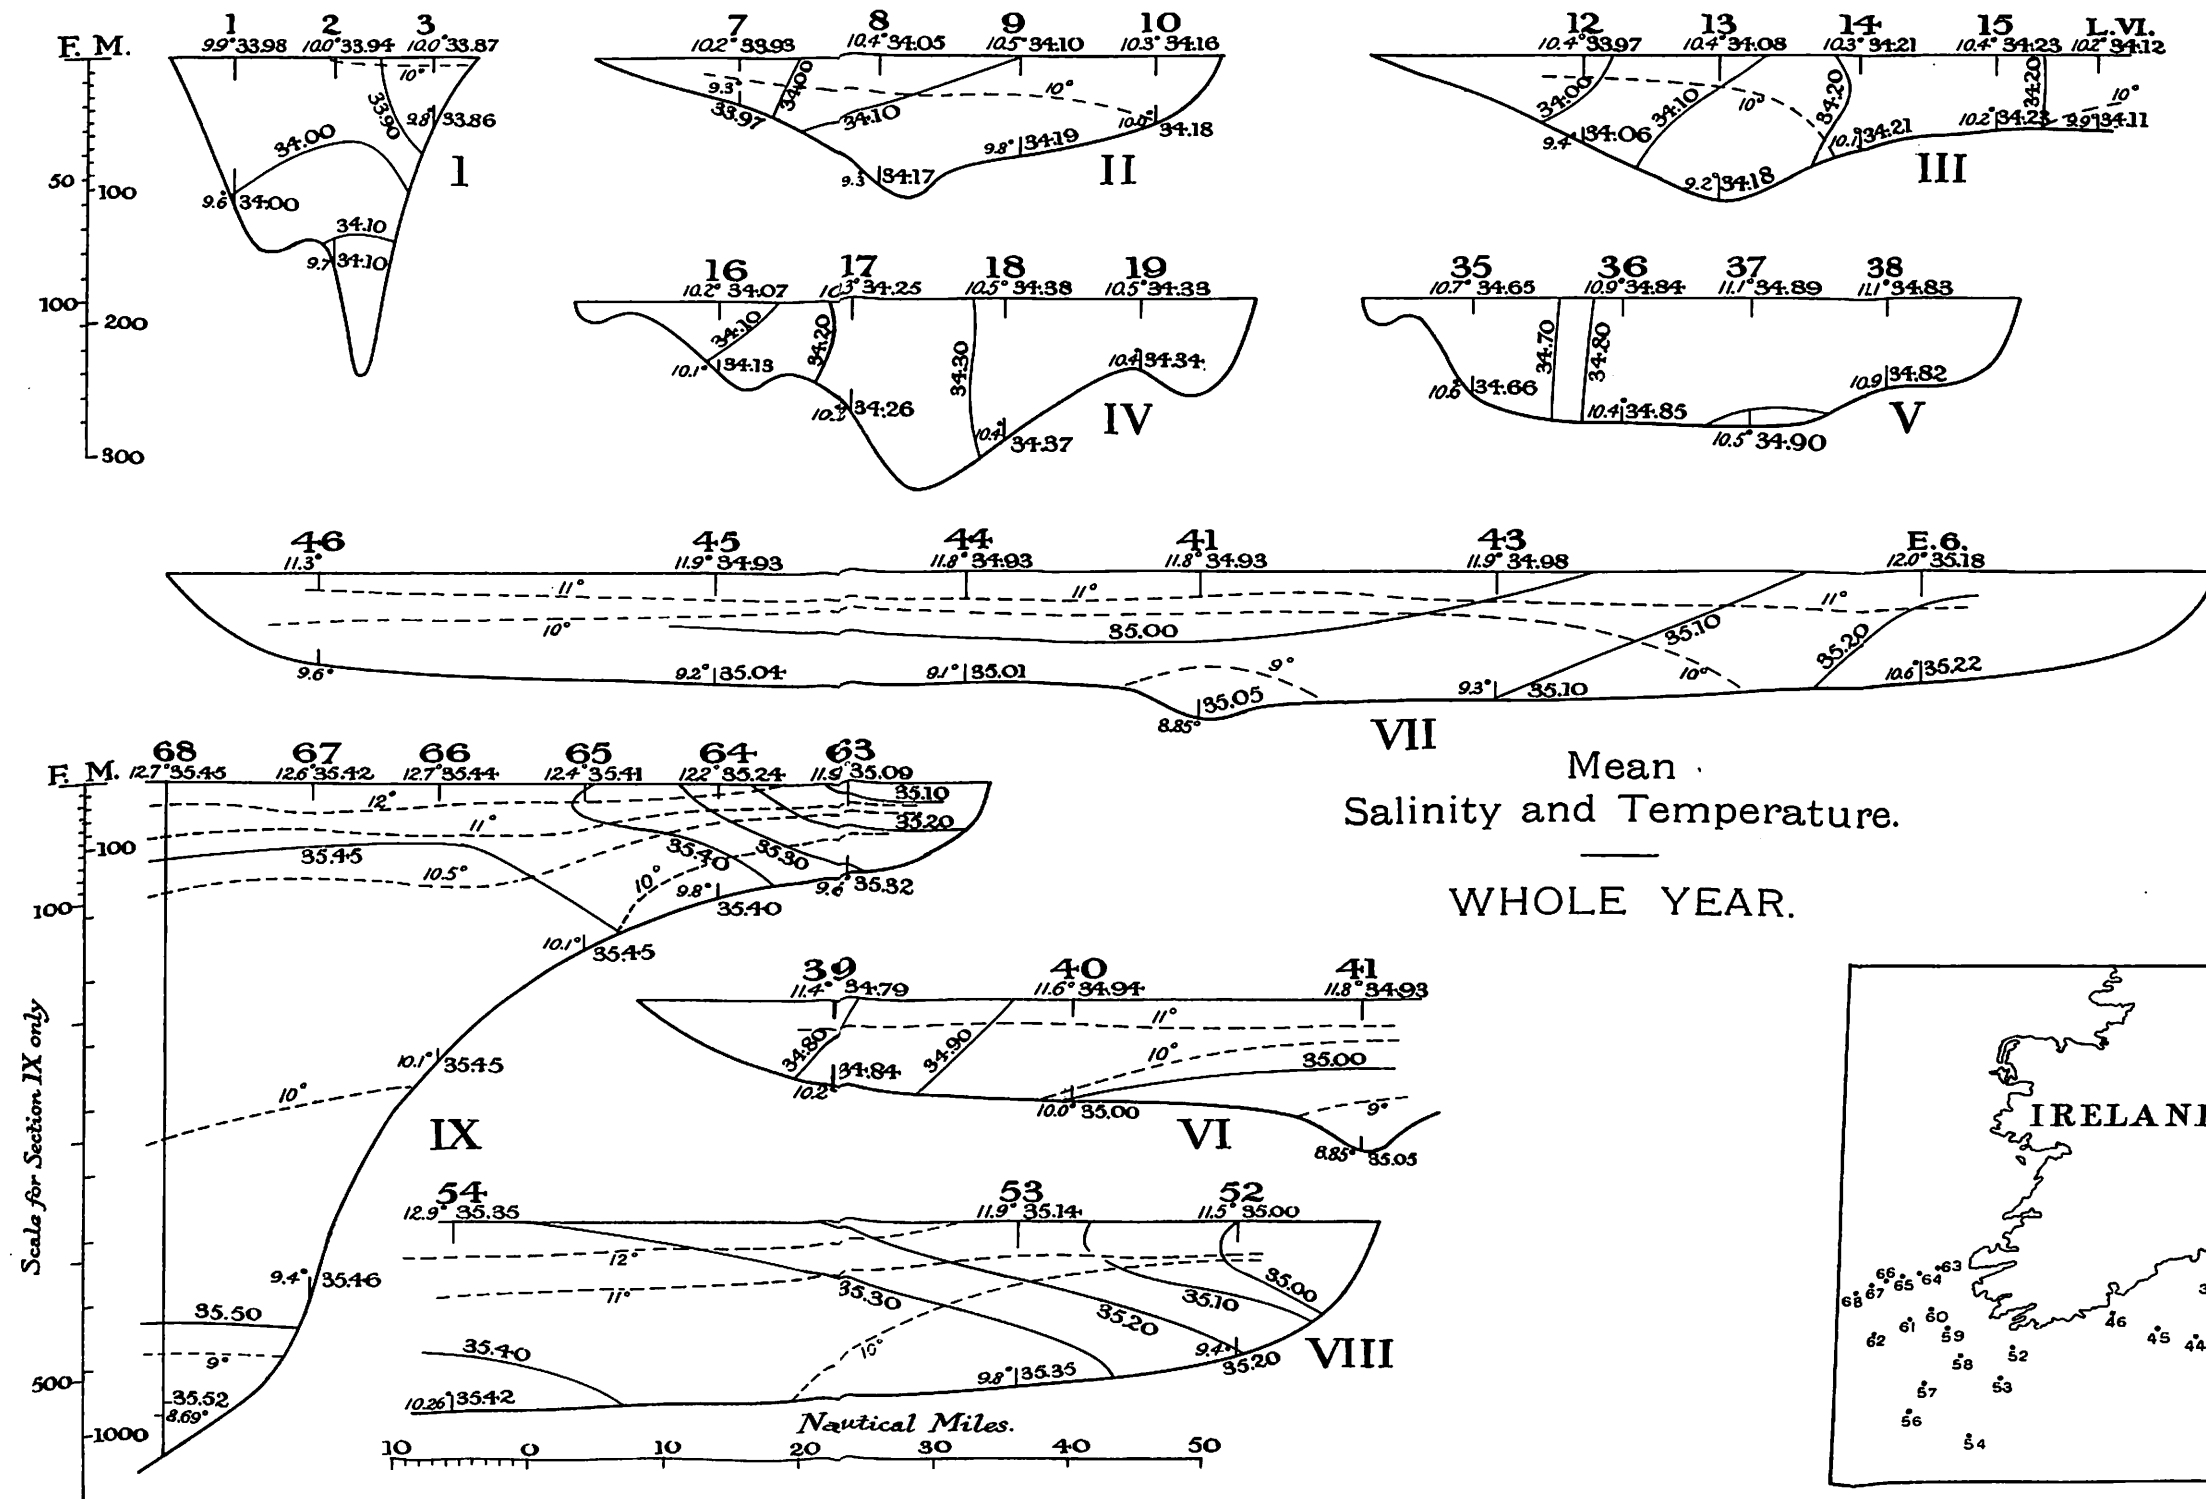 1 2 3
F. M. 9.9° 33.98 10.0° 33.94 10.0° 33.87
10°
33.90
9.8° 33.86
34.00
9.6° 34.00
34.10
9.7° 34.10
I
50 100
100 200
300
7 8 9 10
10.2° 33.93 10.4° 34.05 10.5° 34.10 10.3° 34.16
34.00
10°
9.3°
33.97
34.10
10.0° 34.18
9.8° 34.19
9.3° 34.17
II
12 13 14 15 L.VI.
10.4° 33.97 10.4° 34.08 10.3° 34.21 10.4° 34.23 10.2° 34.12
34.00 34.10 10° 34.20 34.20 10°
9.4° 34.06
10.1° 34.21
10.2° 34.23
9.9° 34.11
9.2° 34.18
III
16 17 18 19
10.2° 34.07 10.3° 34.25 10.5° 34.38 10.5° 34.33
34.10 34.20 34.30
10.1° 34.13
10.4° 34.34
34.26
10.4° 34.37
IV
35 36 37 38
10.7° 34.65 10.9° 34.84 11.1° 34.89 11.1° 34.83
34.70 34.80
10.6° 34.66
10.9° 34.82
10.4° 34.85
10.5° 34.90
V
46 45 44 41 43 E.6.
11.3° 11.9° 34.93 11.8° 34.93 11.8° 34.93 11.9° 34.98 12.0° 35.18
11° 11° 11°
10° 35.00 35.10 35.20
9° 10°
9.6° 9.2° 35.04 9.1° 35.01 35.05 9.3° 35.10 10.6° 35.22
8.85°
VII
68 67 66 65 64 63
F. M. 12.7° 35.45 12.6° 35.42 12.7° 35.44 12.4° 35.41 12.2° 35.24 11.9° 35.09
12° 35.10
11° 35.20
100 35.45 35.40 35.30
10.5° 10°
9.8° 35.40
9.6° 35.32
100
10.1° 35.45
10.1° 35.45
10°
IX
9.4° 35.46
35.50
9°
500
35.52
8.69°
1000
Scale for Section IX only
Mean
Salinity and Temperature.
WHOLE YEAR.
39 40 41
11.4° 34.79 11.6° 34.94 11.8° 34.93
11°
34.80 34.90 10° 35.00
34.84
10.2°
10.0° 35.00
9°
8.85° 35.05
VI
54 53 52
12.9° 35.35 11.9° 35.14 11.5° 35.00
12°
11° 35.30 35.10 35.00
35.20
35.40 10°
9.4° 35.20
9.8° 35.35
10.26° 35.42
VIII
Nautical Miles.
10 0 10 20 30 40 50
IRELAN
66 64 63
68 67 65
60 46
62 61 59 45 44
58 52
57 53
56
54